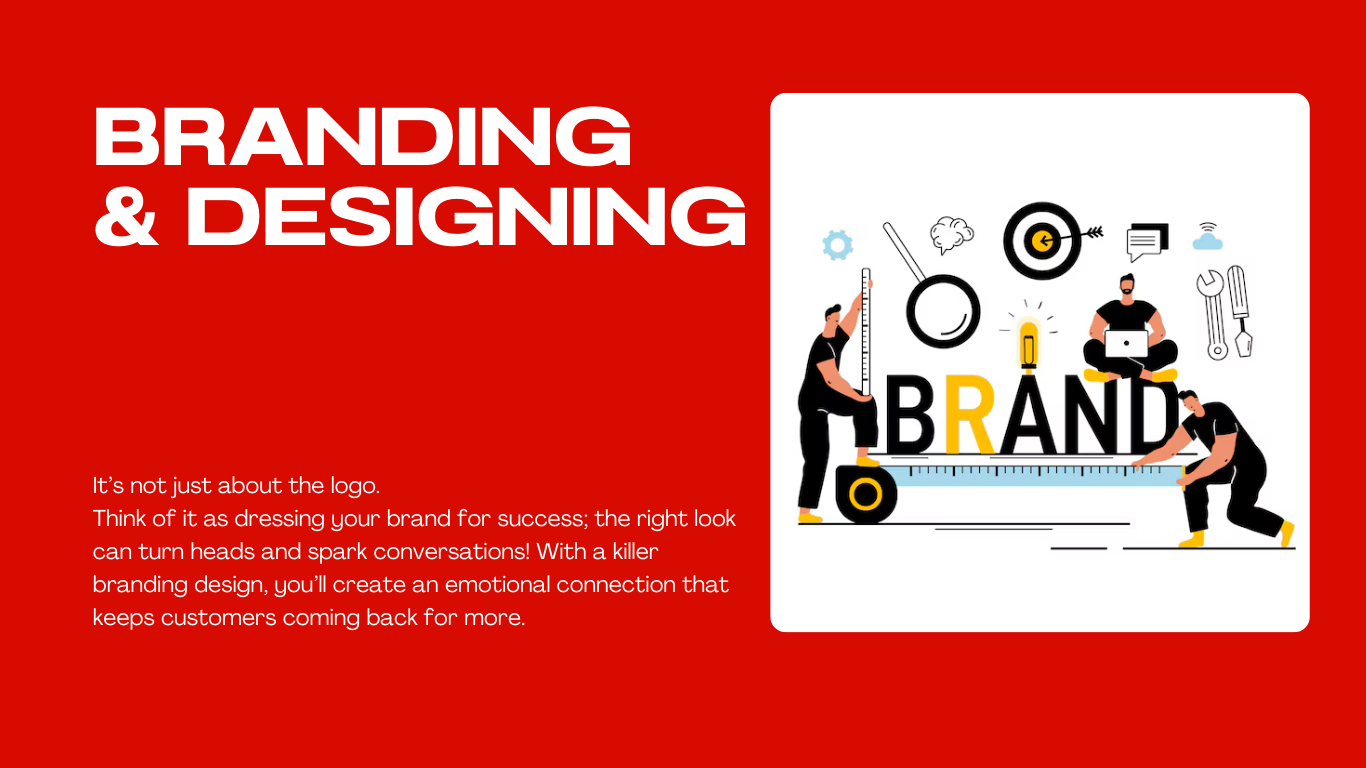 BRANDING
& DESIGNING
It’s not just about the logo.
Think of it as dressing your brand for success; the right look
can turn heads and spark conversations! With a killer
branding design, you’ll create an emotional connection that
keeps customers coming back for more.
BRAND